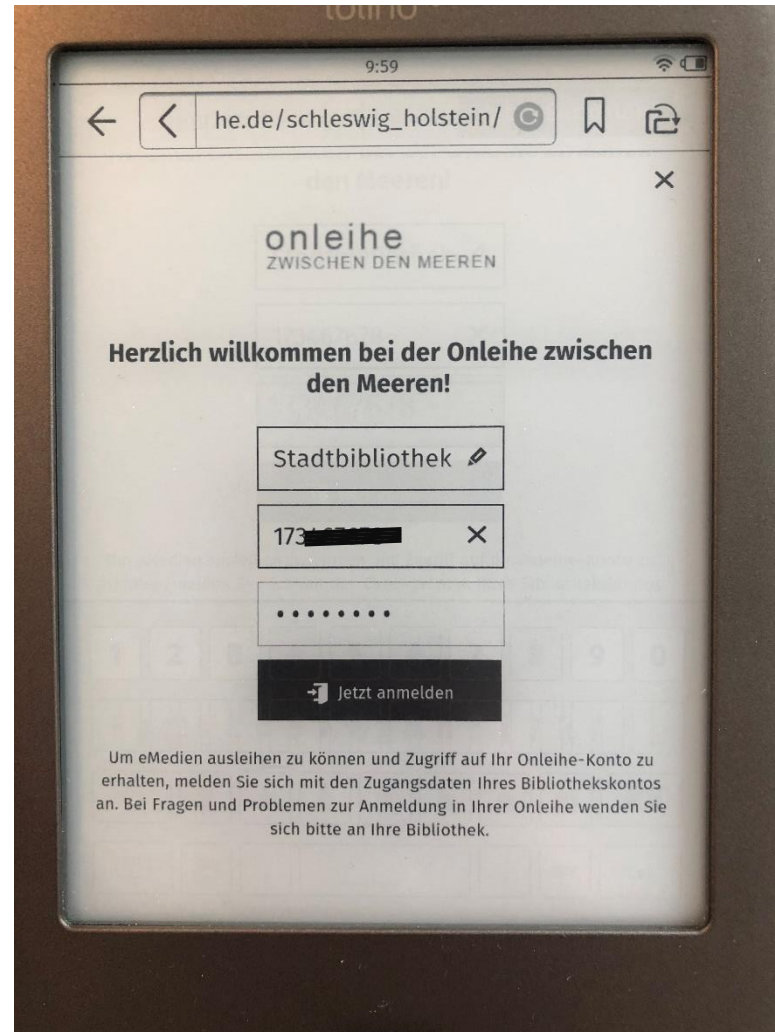 tolino
9:59
he.de/schleswig_holstein/
onleihe
ZWISCHEN DEN MEEREN
Herzlich willkommen bei der Onleihe zwischen
den Meeren!
Stadtbibliothek
173
Jetzt anmelden
Um eMedien ausleihen zu können und Zugriff auf Ihr Onleihe-Konto zu
erhalten, melden Sie sich mit den Zugangsdaten Ihres Bibliothekskontos
an. Bei Fragen und Problemen zur Anmeldung in Ihrer Onleihe wenden Sie
sich bitte an Ihre Bibliothek.